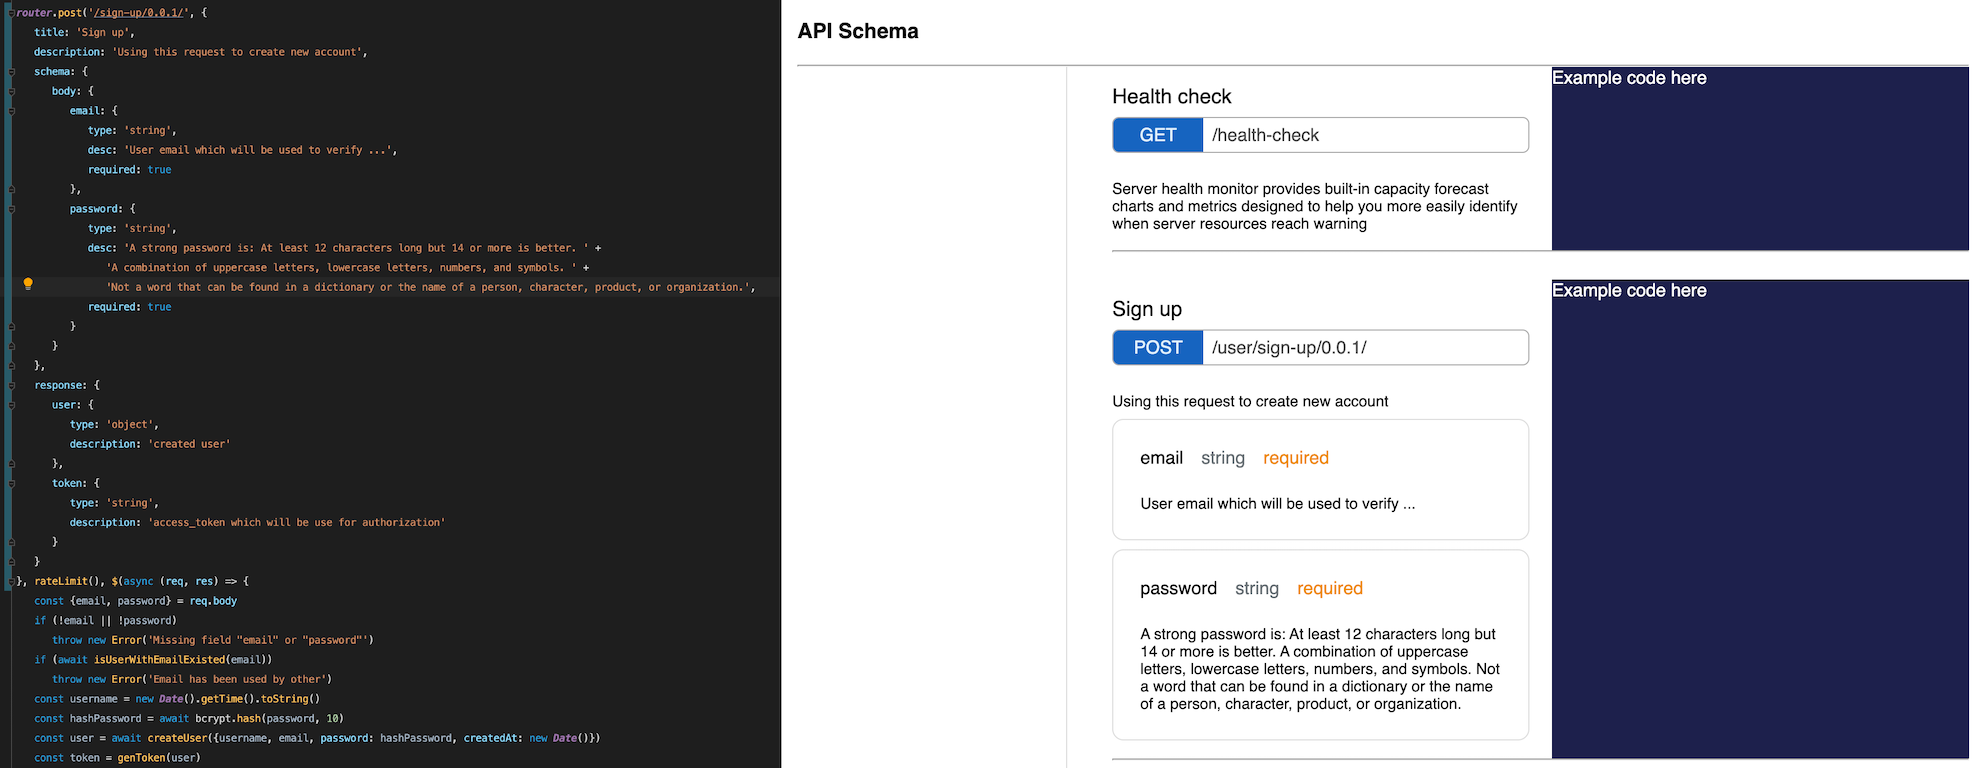 router.post('/sign-up/0.0.1/', {
title: 'Sign up',
description: 'Using this request to create new account',
schema: {
body: {
email: {
type: 'string',
desc: 'User email which will be used to verify ...',
required: true
},
password: {
type: 'string',
desc: 'A strong password is: At least 12 characters long but 14 or more is better. ' +
'A combination of uppercase letters, lowercase letters, numbers, and symbols. ' +
'Not a word that can be found in a dictionary or the name of a person, character, product, or organization.',
required: true
}
}
},
response: {
user: {
type: 'object',
description: 'created user'
},
token: {
type: 'string',
description: 'access_token which will be use for authorization'
}
}
}, rateLimit(), $(async (req, res) => {
const {email, password} = req.body
if (!email || !password)
throw new Error('Missing field "email" or "password"')
if (await isUserWithEmailExisted(email))
throw new Error('Email has been used by other')
const username = new Date().getTime().toString()
const hashPassword = await bcrypt.hash(password, 10)
const user = await createUser({username, email, password: hashPassword, createdAt: new Date()})
const token = genToken(user)
API Schema
Health check
GET /health-check
Server health monitor provides built-in capacity forecast
charts and metrics designed to help you more easily identify
when server resources reach warning
Example code here
Sign up
POST /user/sign-up/0.0.1/
Using this request to create new account
email string required
User email which will be used to verify ...
password string required
A strong password is: At least 12 characters long but
14 or more is better. A combination of uppercase
letters, lowercase letters, numbers, and symbols. Not
a word that can be found in a dictionary or the name
of a person, character, product, or organization.
Example code here